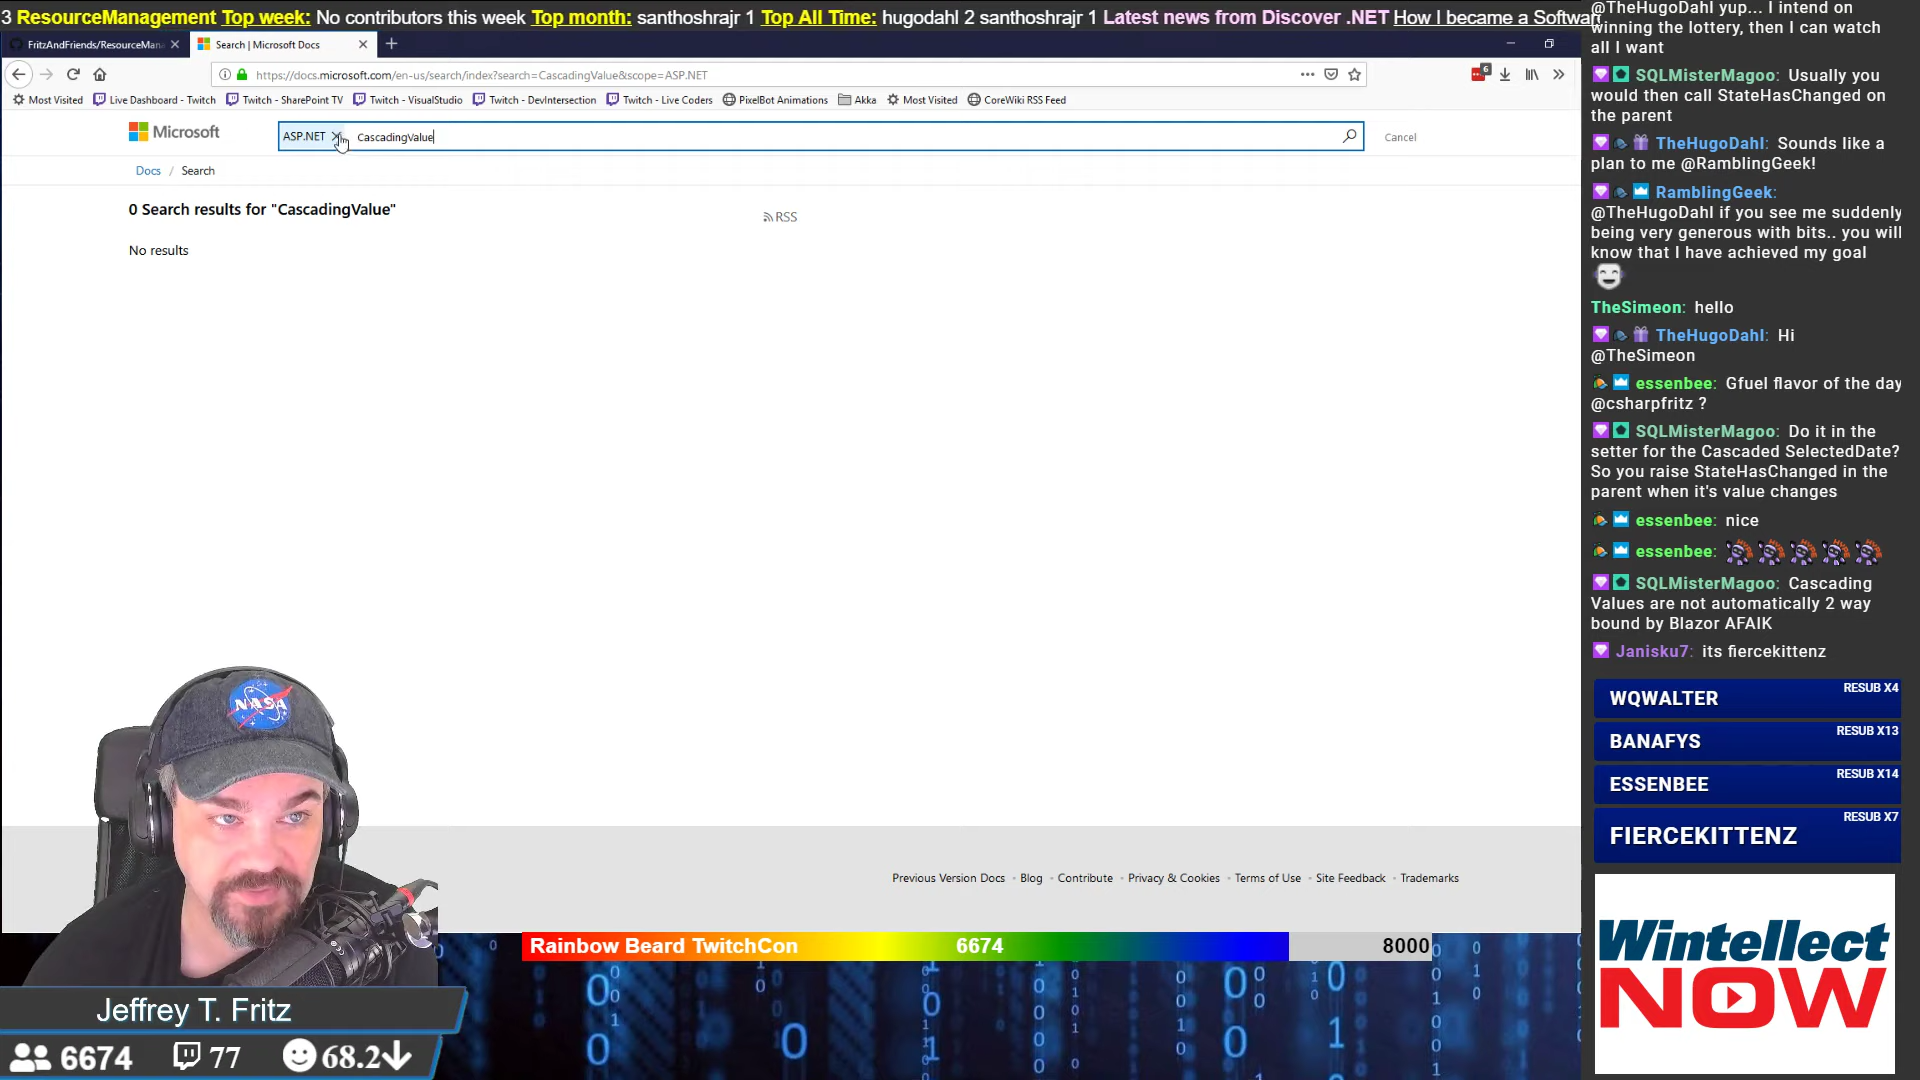 3 ResourceManagement Top week: No contributors this week Top month: santhoshrajr 1 Top All Time: hugodahl 2 santhoshrajr 1 Latest news from Discover .NET How I became a Softwar
FritzAndFriends/ResourceMan
Search | Microsoft Docs
https://docs.microsoft.com/en-us/search/index?search=CascadingValue&scope=ASP.NET
6
Most Visited
Live Dashboard - Twitch
Twitch - SharePoint TV
Twitch - VisualStudio
Twitch - DevIntersection
Twitch - Live Coders
PixelBot Animations
Akka
Most Visited
CoreWiki RSS Feed
Microsoft
ASP.NET
CascadingValue
Cancel
Docs / Search
0 Search results for "CascadingValue"
RSS
No results
Previous Version Docs
Blog
Contribute
Privacy & Cookies
Terms of Use
Site Feedback
Trademarks
@TheHugoDahl yup... I intend on
winning the lottery, then I can watch
all I want
SQLMisterMagoo: Usually you
would then call StateHasChanged on
the parent
TheHugoDahl: Sounds like a
plan to me @RamblingGeek!
RamblingGeek:
@TheHugoDahl if you see me suddenly
being very generous with bits.. you will
know that I have achieved my goal
TheSimeon: hello
TheHugoDahl: Hi
@TheSimeon
essenbee: Gfuel flavor of the day
@csharpfritz ?
SQLMisterMagoo: Do it in the
setter for the Cascaded SelectedDate?
So you raise StateHasChanged in the
parent when it's value changes
essenbee: nice
essenbee:
SQLMisterMagoo: Cascading
Values are not automatically 2 way
bound by Blazor AFAIK
Janisku7: its fiercekittenz
WQWALTER RESUB X4
BANAFYS RESUB X13
ESSENBEE RESUB X14
FIERCEKITTENZ RESUB X7
Wintellect
NOW
NASA
Rainbow Beard TwitchCon 6674 8000
Jeffrey T. Fritz
6674 77 68.2